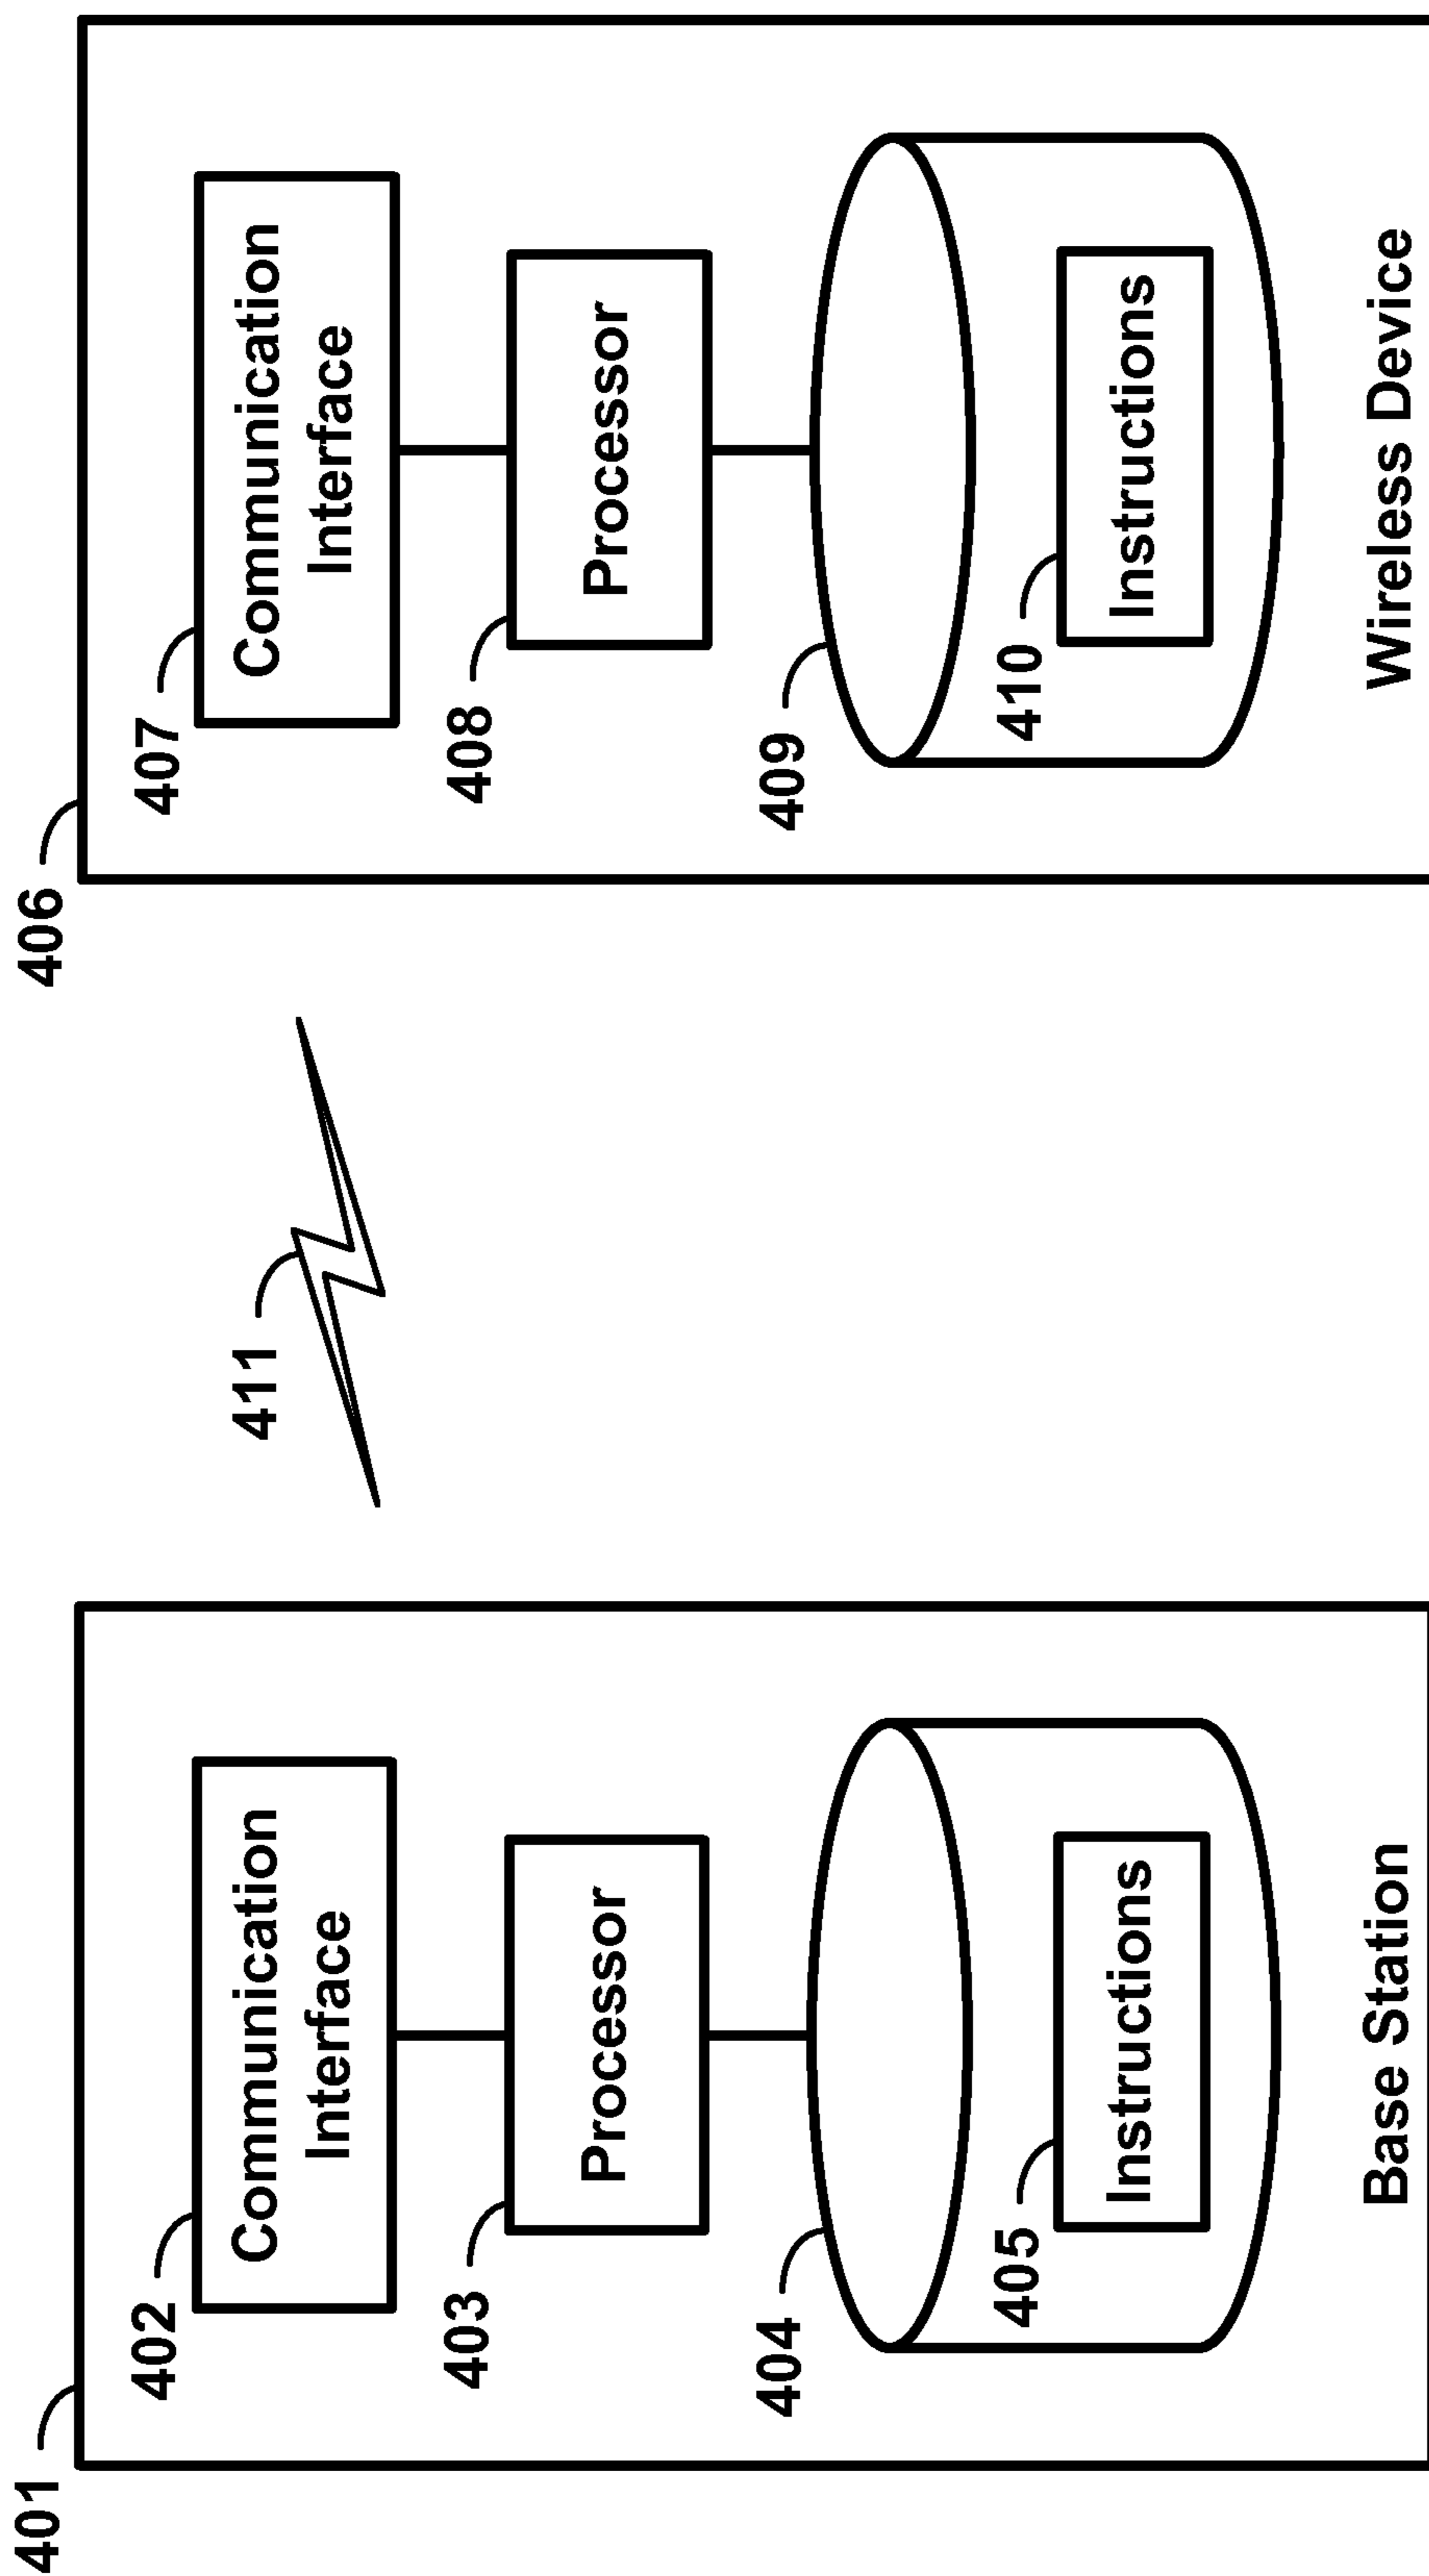 401
402
Communication
Interface
403
Processor
404
405
Instructions
Base Station
411
406
407
Communication
Interface
408
Processor
409
410
Instructions
Wireless Device